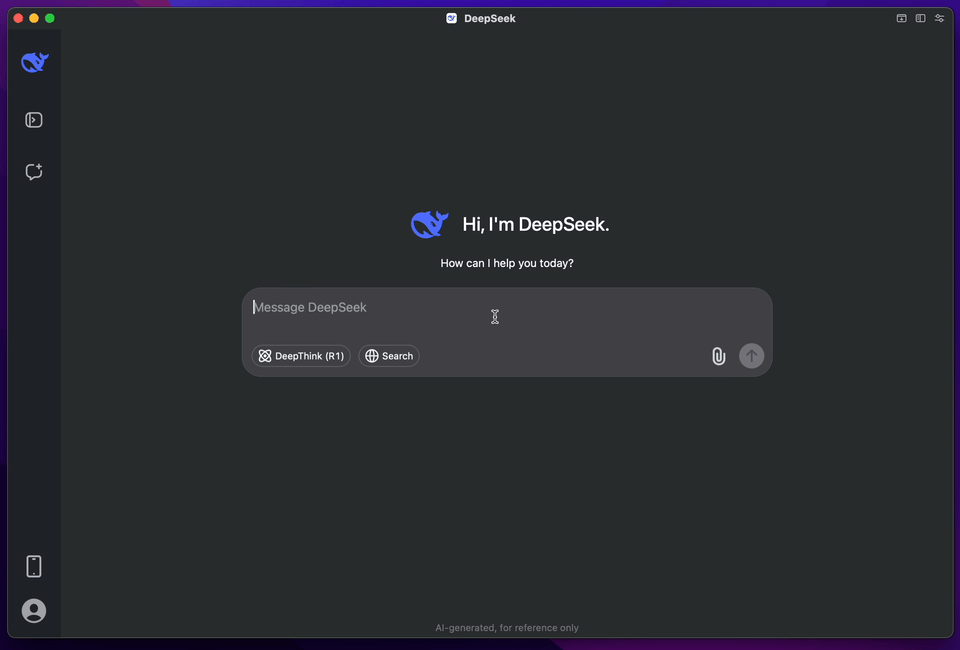 DeepSeek
Hi, I'm DeepSeek.
How can I help you today?
Message DeepSeek
DeepThink (R1)
Search
AI-generated, for reference only